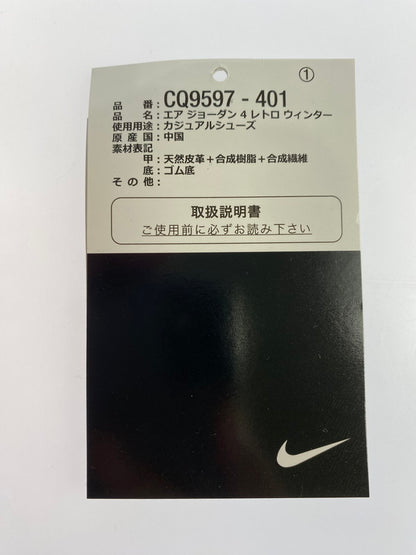 ①
品番：CQ9597 - 401
品名：エア ジョーダン 4 レトロ ウィンター
使用用途：カジュアルシューズ
原産国：中国
素材表記
甲：天然皮革＋合成樹脂＋合成繊維
底：ゴム底
その他：
取扱説明書
ご使用前に必ずお読み下さい